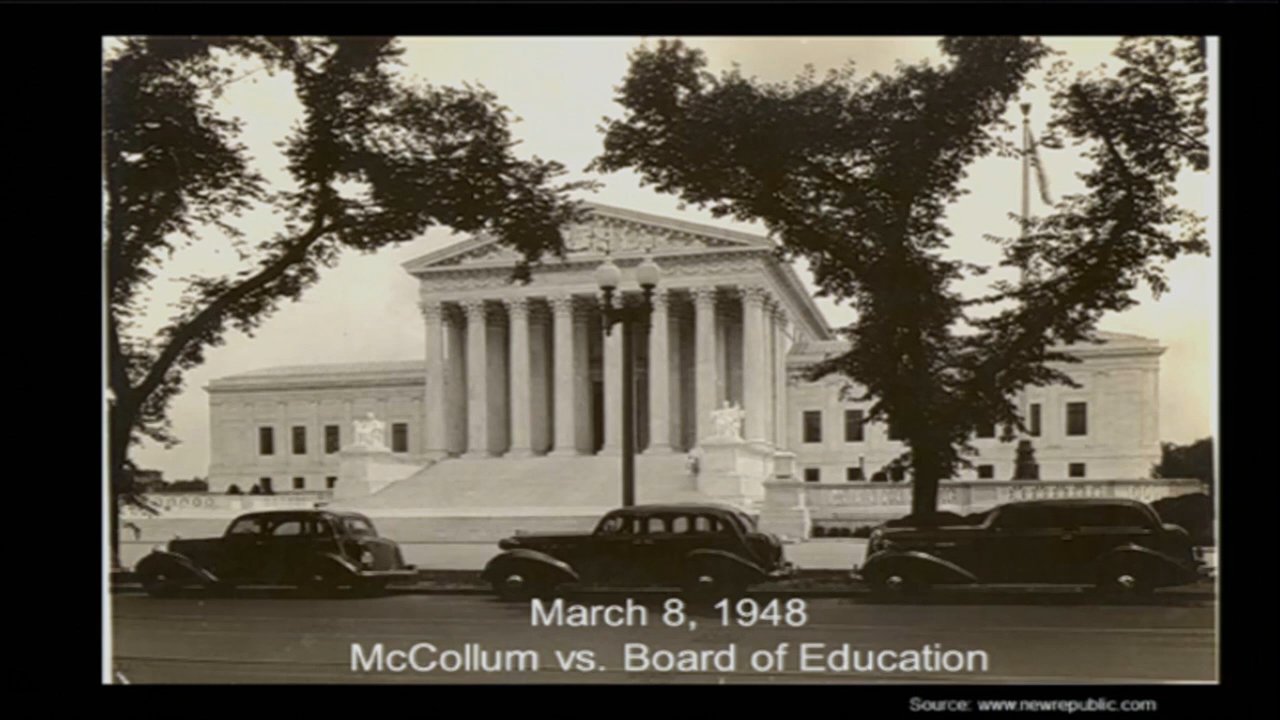 March 8, 1948
McCollum vs. Board of Education
Source: www.newrepublic.com